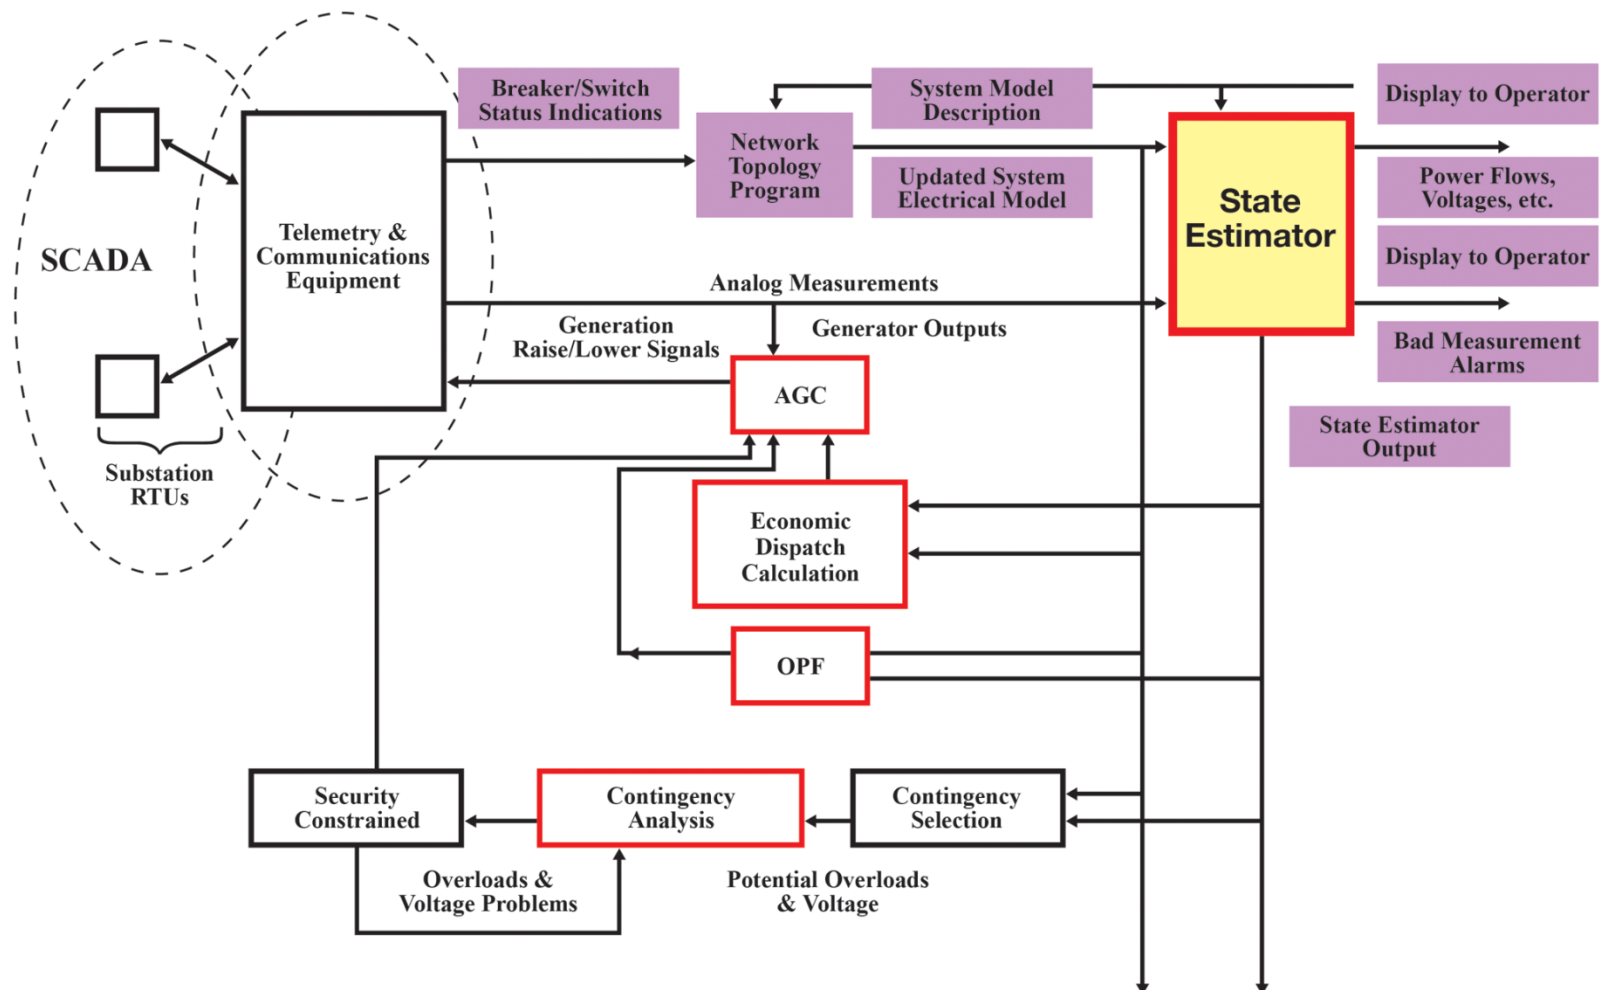 Breaker/Switch
Status Indications
System Model
Description
Display to Operator
Network
Topology
Program
Updated System
Electrical Model
State
Estimator
Power Flows,
Voltages, etc.
Display to Operator
Bad Measurement
Alarms
State Estimator
Output
SCADA
Telemetry &
Communications
Equipment
Analog Measurements
Generation
Raise/Lower Signals
Generator Outputs
AGC
Substation
RTUs
Economic
Dispatch
Calculation
OPF
Security
Constrained
Contingency
Analysis
Contingency
Selection
Overloads &
Voltage Problems
Potential Overloads
& Voltage